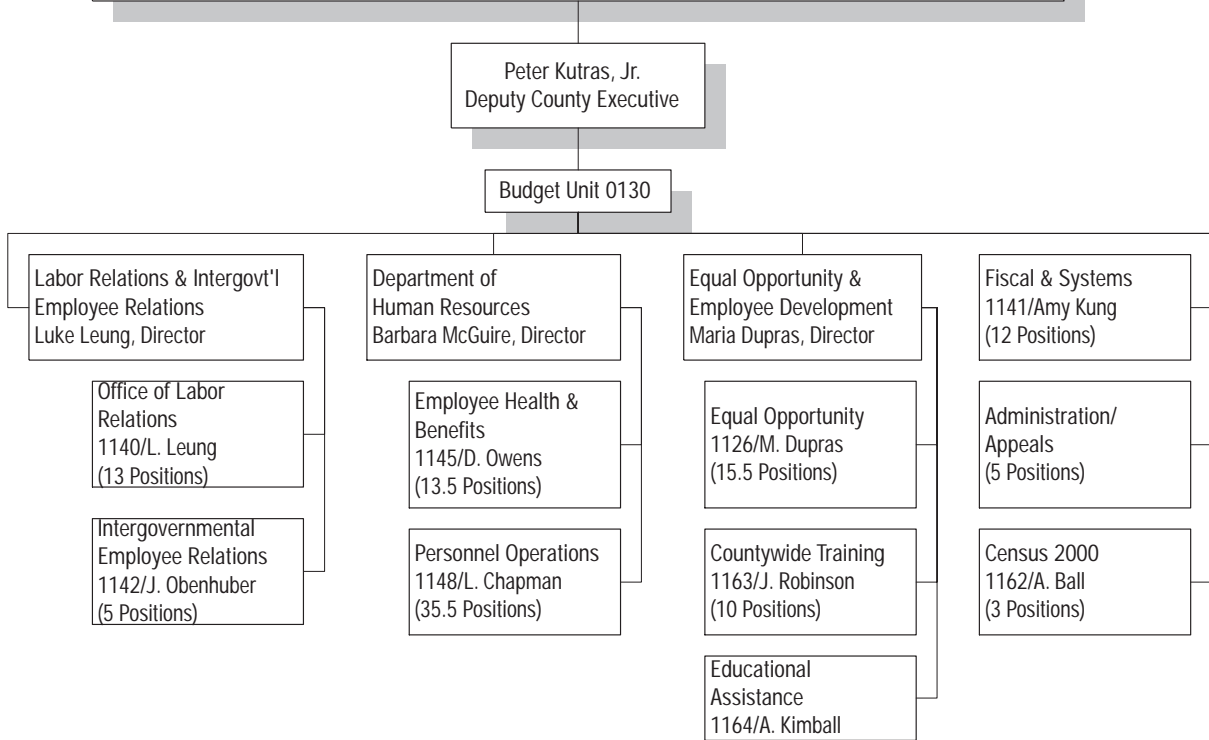 Peter Kutras, Jr.
Deputy County Executive
Budget Unit 0130
Labor Relations & Intergovt'l
Employee Relations
Luke Leung, Director
Office of Labor
Relations
1140/L. Leung
(13 Positions)
Intergovernmental
Employee Relations
1142/J. Obenhuber
(5 Positions)
Department of
Human Resources
Barbara McGuire, Director
Employee Health &
Benefits
1145/D. Owens
(13.5 Positions)
Personnel Operations
1148/L. Chapman
(35.5 Positions)
Equal Opportunity &
Employee Development
Maria Dupras, Director
Equal Opportunity
1126/M. Dupras
(15.5 Positions)
Countywide Training
1163/J. Robinson
(10 Positions)
Educational
Assistance
1164/A. Kimball
Fiscal & Systems
1141/Amy Kung
(12 Positions)
Administration/
Appeals
(5 Positions)
Census 2000
1162/A. Ball
(3 Positions)